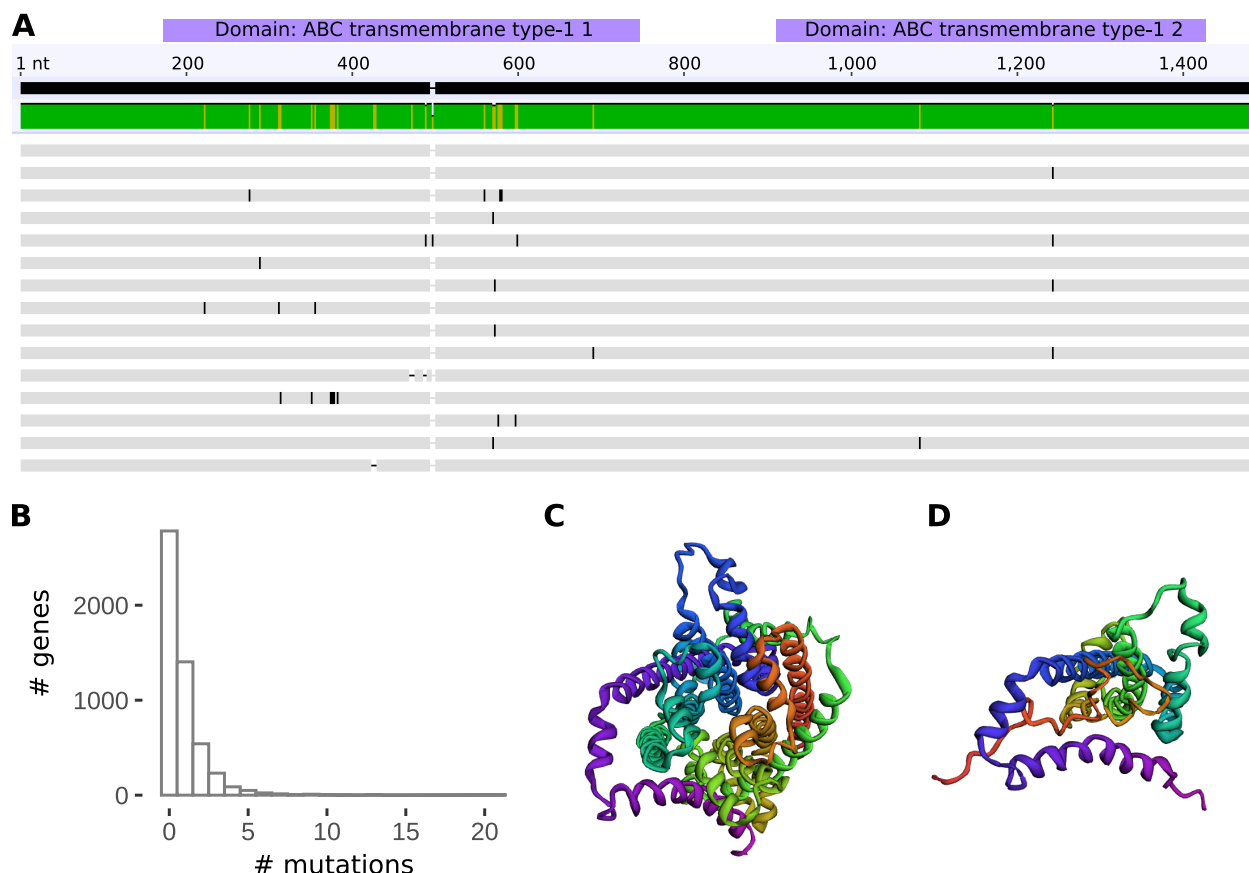 A
Domain: ABC transmembrane type-1 1 Domain: ABC transmembrane type-1 2
1 nt 200 400 600 800 1,000 1,200 1,400
B
# genes
2000
1000
0
0 5 10 15 20
# mutations
C
D